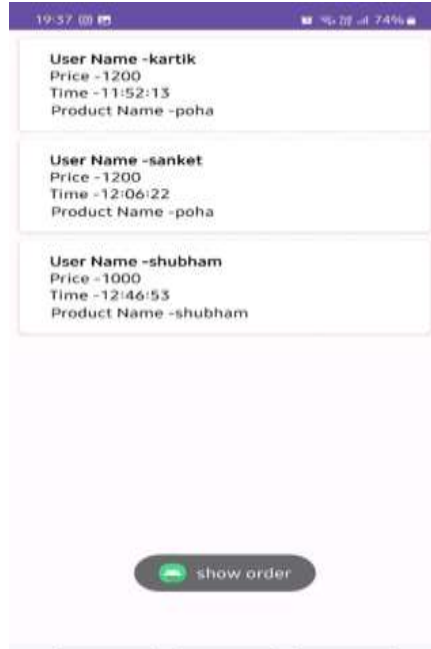 19:37
74%
User Name -kartik
Price -1200
Time -11:52:13
Product Name -poha
User Name -sanket
Price -1200
Time -12:06:22
Product Name -poha
User Name -shubham
Price -1000
Time -12:46:53
Product Name -shubham
show order